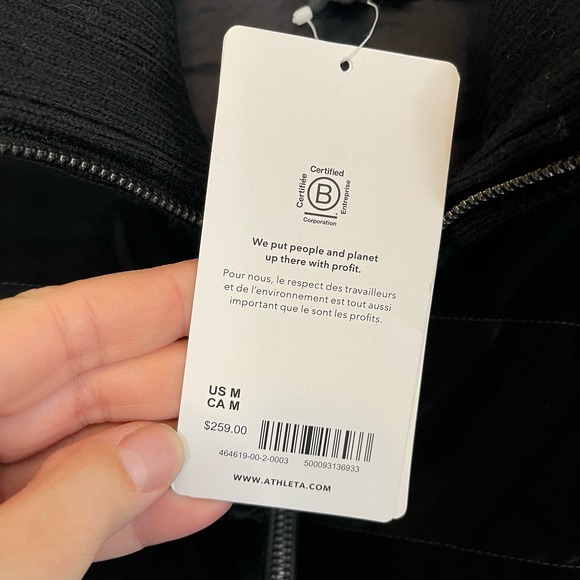 Certified
Certifiée
B
Entreprise
Corporation
We put people and planet
up there with profit.
Pour nous, le respect des travailleurs
et de l'environnement est tout aussi
important que le sont les profits.
US M
CA M
$259.00
464619-00-2-0003 500093136933
WWW.ATHLETA.COM